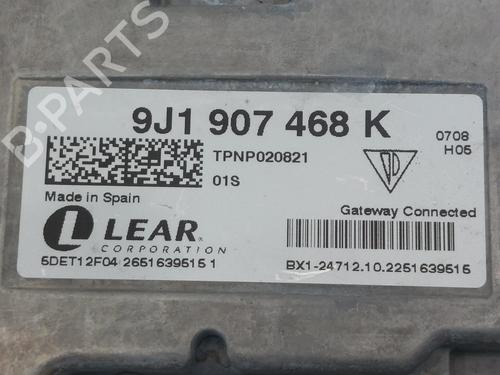 9J1 907 468 K
0708
H05
TPNP020821
01S
Made in Spain
Gateway Connected
LEAR
CORPORATION
5DET12F04 2651639515 1
BX1-24712.10.2251639515
B-PARTS